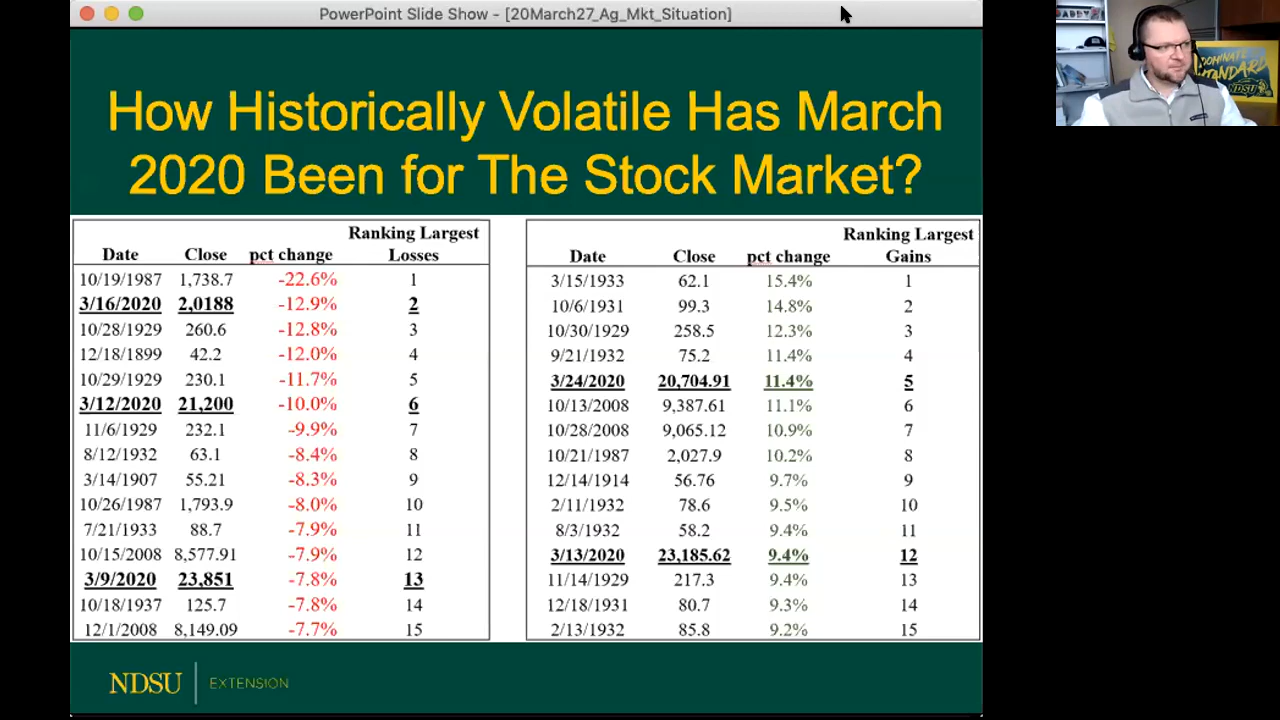 PowerPoint Slide Show - [20March27_Ag_Mkt_Situation]
How Historically Volatile Has March
2020 Been for The Stock Market?
Date Close pct change Ranking Largest Losses
10/19/1987 1,738.7 -22.6% 1
3/16/2020 2,0188 -12.9% 2
10/28/1929 260.6 -12.8% 3
12/18/1899 42.2 -12.0% 4
10/29/1929 230.1 -11.7% 5
3/12/2020 21,200 -10.0% 6
11/6/1929 232.1 -9.9% 7
8/12/1932 63.1 -8.4% 8
3/14/1907 55.21 -8.3% 9
10/26/1987 1,793.9 -8.0% 10
7/21/1933 88.7 -7.9% 11
10/15/2008 8,577.91 -7.9% 12
3/9/2020 23,851 -7.8% 13
10/18/1937 125.7 -7.8% 14
12/1/2008 8,149.09 -7.7% 15
Date Close pct change Ranking Largest Gains
3/15/1933 62.1 15.4% 1
10/6/1931 99.3 14.8% 2
10/30/1929 258.5 12.3% 3
9/21/1932 75.2 11.4% 4
3/24/2020 20,704.91 11.4% 5
10/13/2008 9,387.61 11.1% 6
10/28/2008 9,065.12 10.9% 7
10/21/1987 2,027.9 10.2% 8
12/14/1914 56.76 9.7% 9
2/11/1932 78.6 9.5% 10
8/3/1932 58.2 9.4% 11
3/13/2020 23,185.62 9.4% 12
11/14/1929 217.3 9.4% 13
12/18/1931 80.7 9.3% 14
2/13/1932 85.8 9.2% 15
NDSU EXTENSION
DADDY
DOMINATE
STANDARD
NDSU